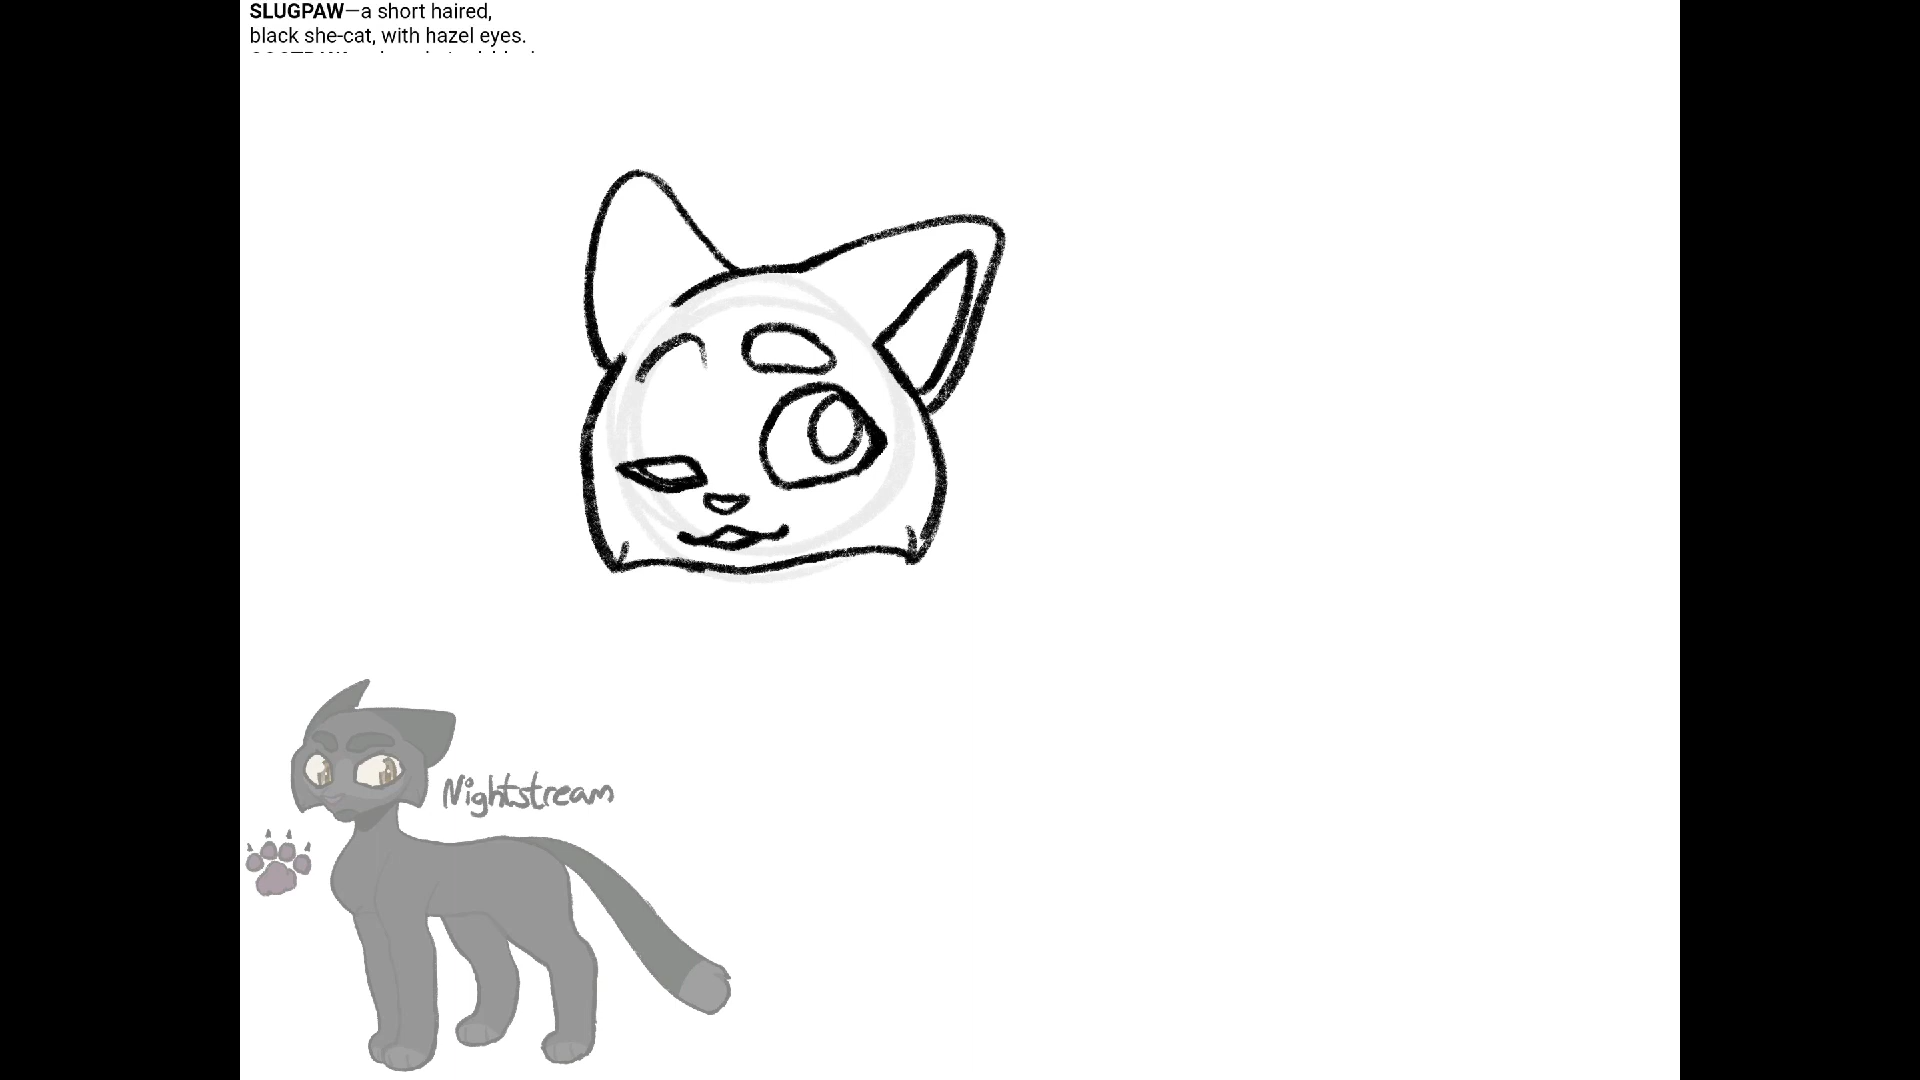 SLUGPAW—a short haired,
black she-cat, with hazel eyes.
Nightstream